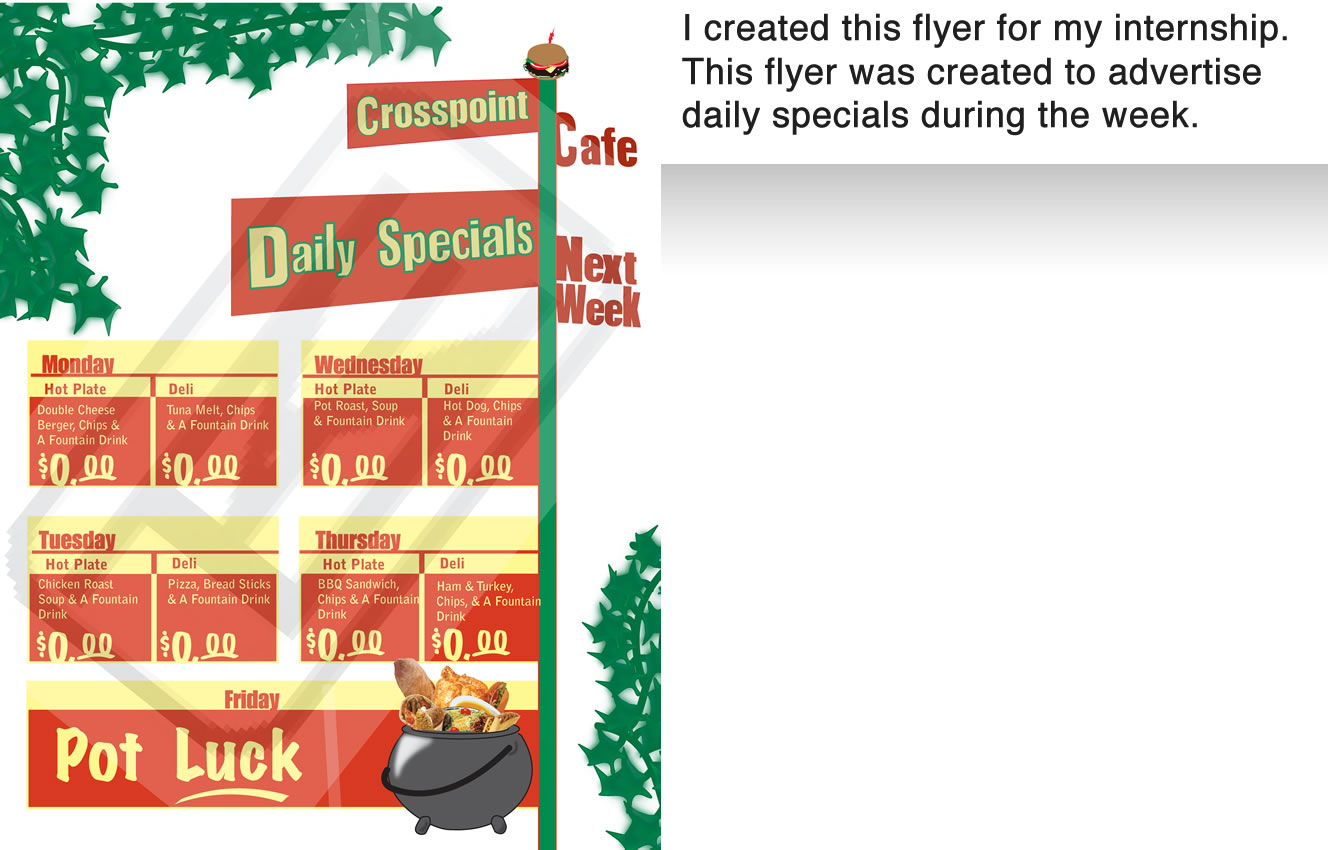 I created this flyer for my internship.
This flyer was created to advertise
daily specials during the week.
Crosspoint
Cafe
Daily Specials
Next
Week
Monday
Hot Plate
Deli
Double Cheese
Berger, Chips &
A Fountain Drink
$0.00
Tuna Melt, Chips
& A Fountain Drink
$0.00
Wednesday
Hot Plate
Deli
Pot Roast, Soup
& Fountain Drink
$0.00
Hot Dog, Chips
& A Fountain
Drink
$0.00
Tuesday
Hot Plate
Deli
Chicken Roast
Soup & A Fountain
Drink
$0.00
Pizza, Bread Sticks
& A Fountain Drink
$0.00
Thursday
Hot Plate
Deli
BBQ Sandwich,
Chips & A Fountain
Drink
$0.00
Ham & Turkey,
Chips, & A Fountain
Drink
$0.00
Friday
Pot Luck